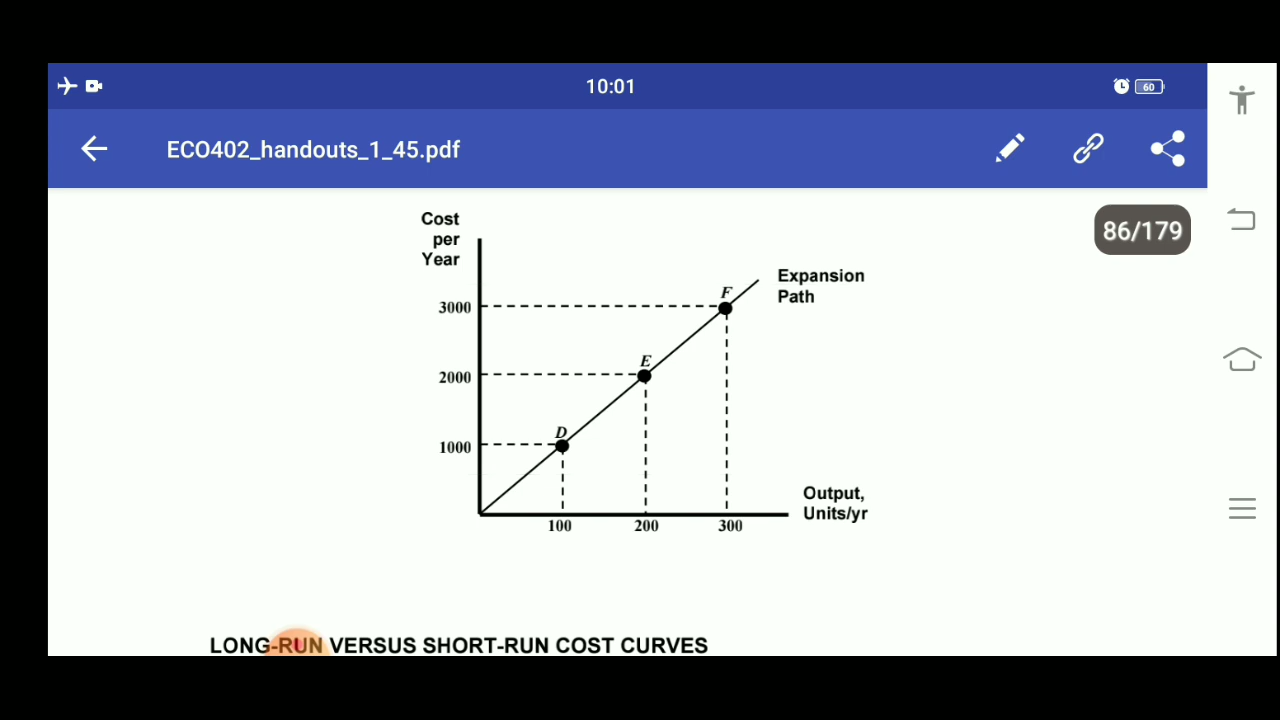 10:01
60
ECO402_handouts_1_45.pdf
86/179
Cost
per
Year
Expansion
Path
3000
F
2000
E
1000
D
Output,
Units/yr
100
200
300
LONG-RUN VERSUS SHORT-RUN COST CURVES